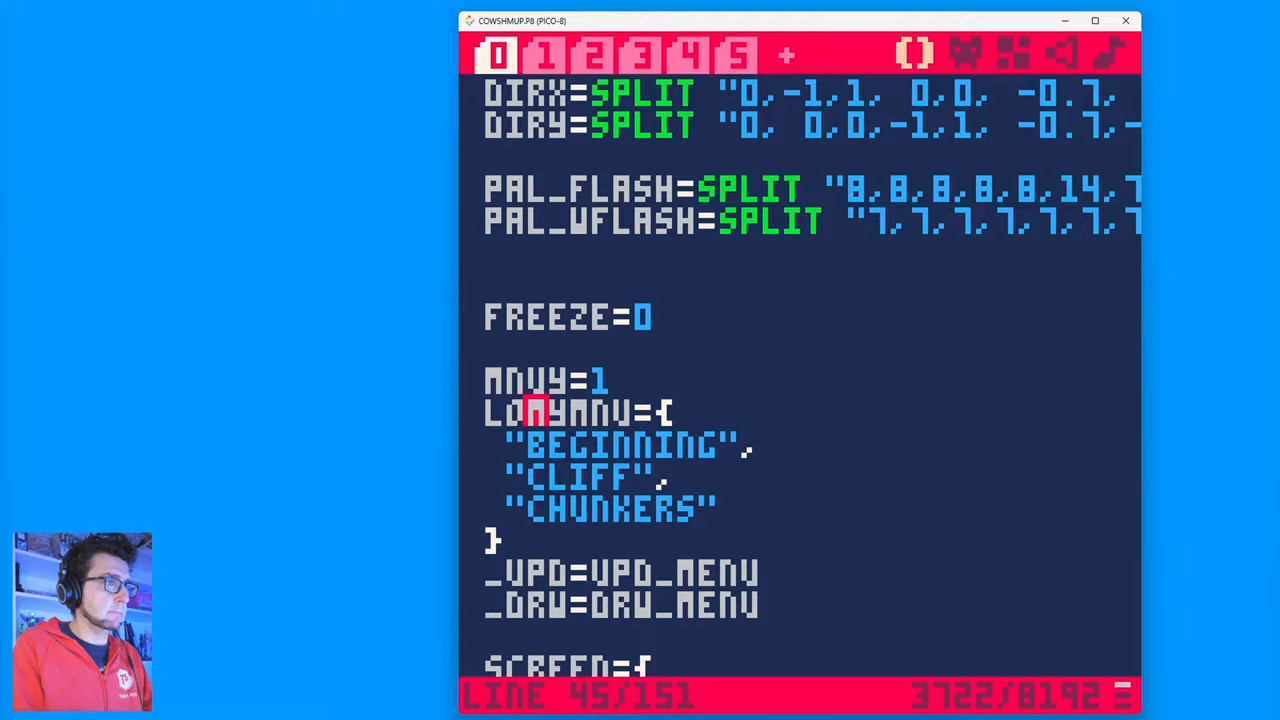 COWSHMUP.P8 (PICO-8)
0 1 2 3 4 5 +
DIRX=SPLIT "0,-1,1, 0,0, -0.7,
DIRY=SPLIT "0, 0,0,-1,1, -0.7,-
PAL_FLASH=SPLIT "8,8,8,8,8,14,7
PAL_WFLASH=SPLIT "7,7,7,7,7,7,7
FREEZE=0
MNUY=1
LOMYMNU={
"BEGINNING",
"CLIFF",
"CHUNKERS"
}
_UPD=UPD_MENU
_DRW=DRW_MENU
SCREEN={
LINE 45/151
3722/8192